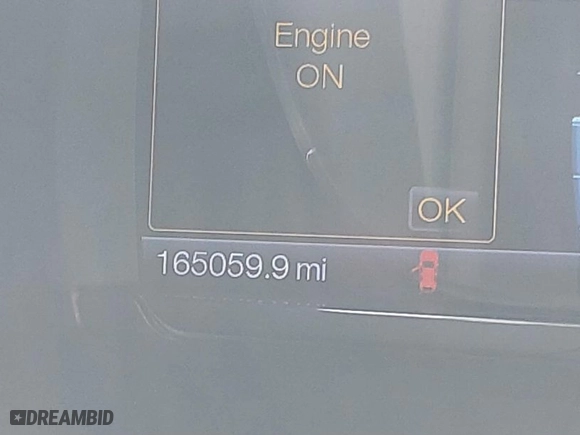 Engine
ON
OK
165059.9 mi
DREAMBID